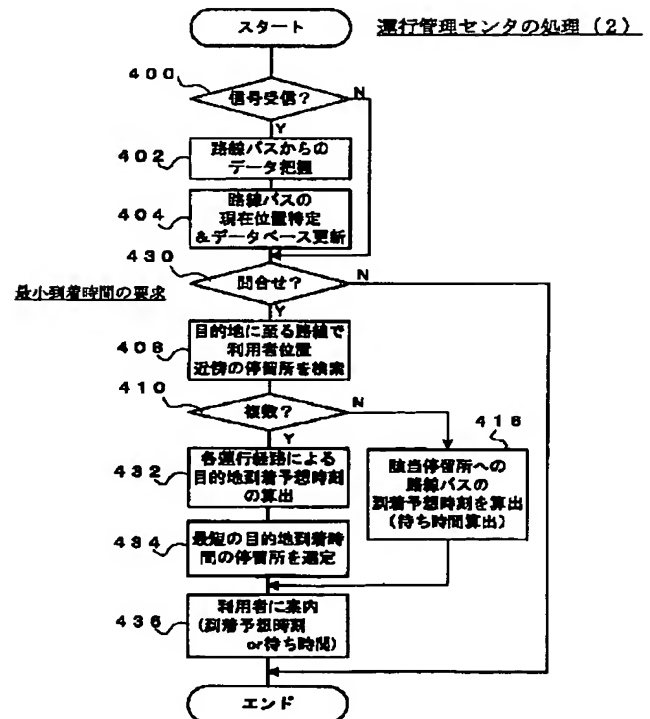 スタート
運行管理センタの処理(2)
400
信号受信?
N
Y
402
路線バスからの
データ把握
404
路線バスの
現在位置特定
&データベース更新
430
問合せ?
N
最小到着時間の要求
Y
408
目的地に至る路線で
利用者位置
近傍の停留所を検索
410
複数?
N
Y
418
432
各運行経路による
目的地到着予想時刻
の算出
該当停留所への
路線バスの
到着予想時刻を算出
(待ち時間算出)
434
最短の目的地到着時
間の停留所を選定
436
利用者に案内
(到着予想時刻
or待ち時間)
エンド